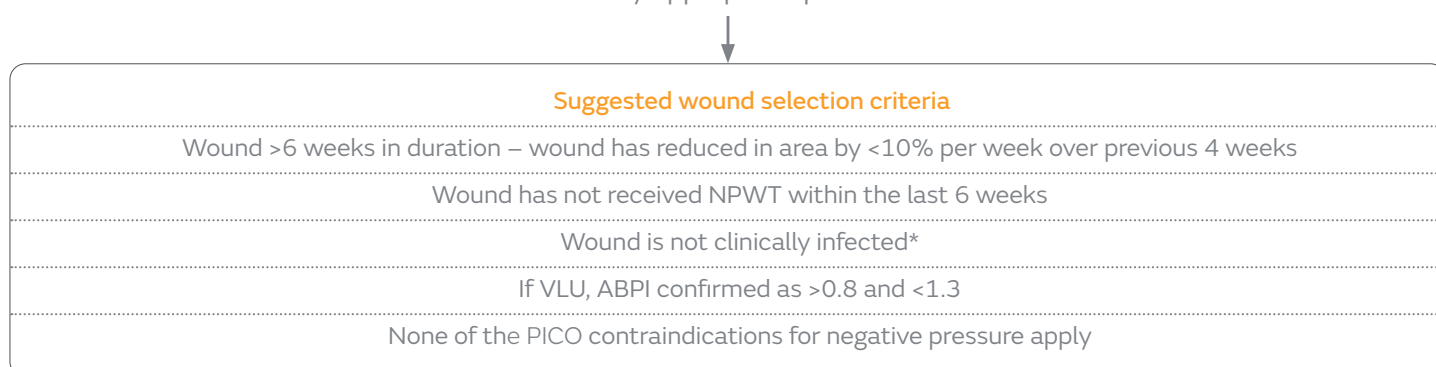 Suggested wound selection criteria
Wound >6 weeks in duration – wound has reduced in area by <10% per week over previous 4 weeks
Wound has not received NPWT within the last 6 weeks
Wound is not clinically infected*
If VLU, ABPI confirmed as >0.8 and <1.3
None of the PICO contraindications for negative pressure apply